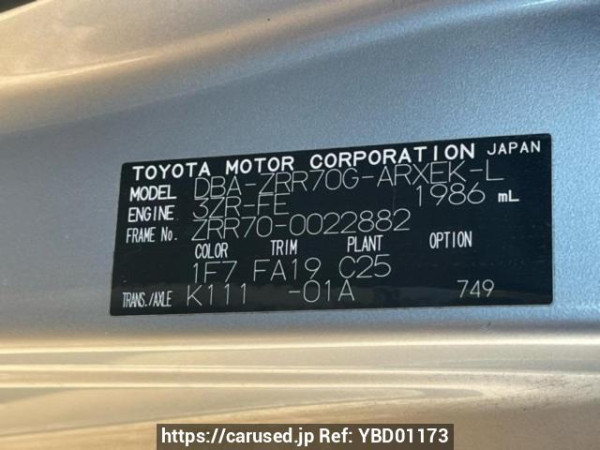 TOYOTA MOTOR CORPORATION JAPAN
MODEL DBA-ZRR70G-ARXEK-L
ENGINE 3ZR-FE 1986 mL
FRAME No. ZRR70-0022882
COLOR TRIM PLANT OPTION
1F7 FA19 C25
TRANS./AXLE K111 -01A 749
https://carused.jp Ref: YBD01173